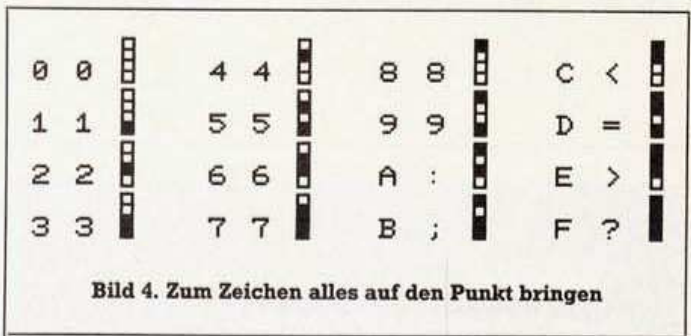 0 0 4 4 8 8 C <
1 1 5 5 9 9 D =
2 2 6 6 A : E >
3 3 7 7 B ; F ?
Bild 4. Zum Zeichen alles auf den Punkt bringen